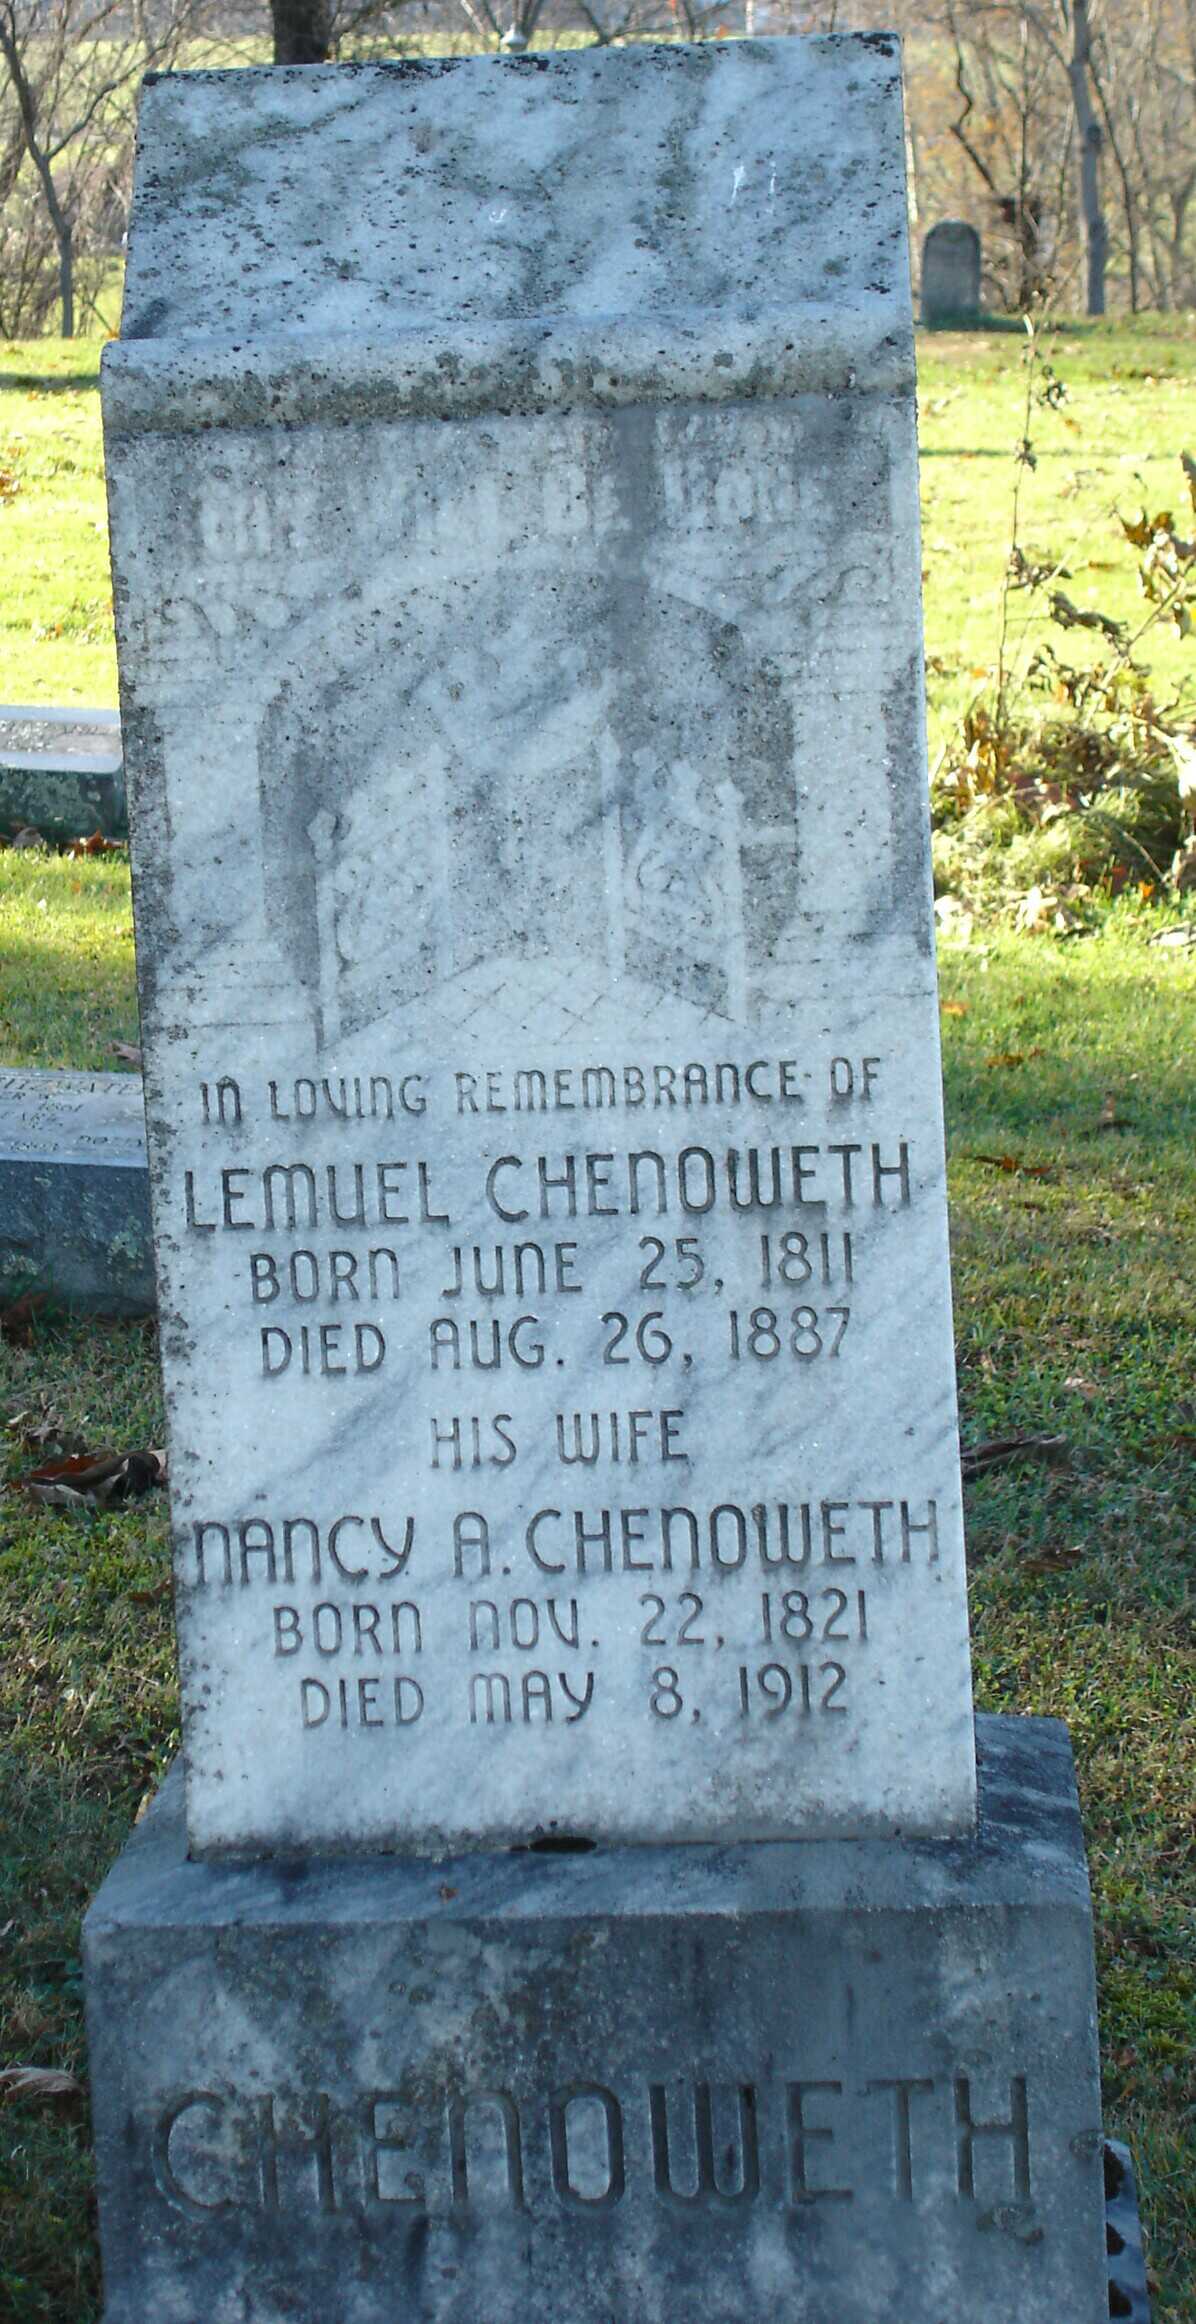 IN LOVING REMEMBRANCE OF
LEMUEL CHENOWETH
BORN JUNE 25, 1811
DIED AUG. 26, 1887
HIS WIFE
NANCY A. CHENOWETH
BORN NOV. 22, 1821
DIED MAY 8, 1912
CHENOWETH